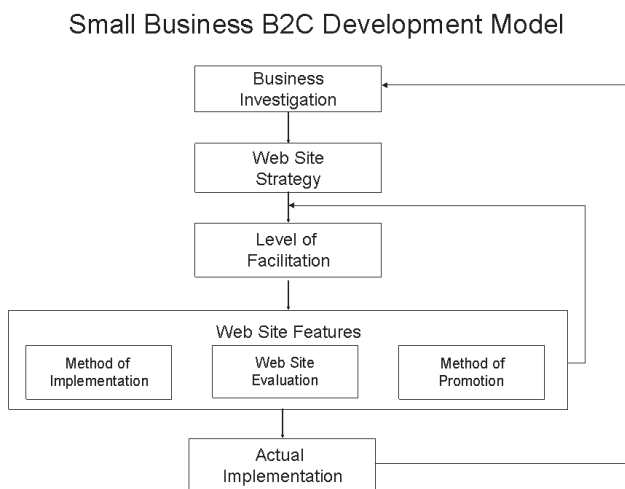 Small Business B2C Development Model
Business
Investigation
Web Site
Strategy
Level of
Facilitation
Web Site Features
Method of
Implementation
Web Site
Evaluation
Method of
Promotion
Actual
Implementation